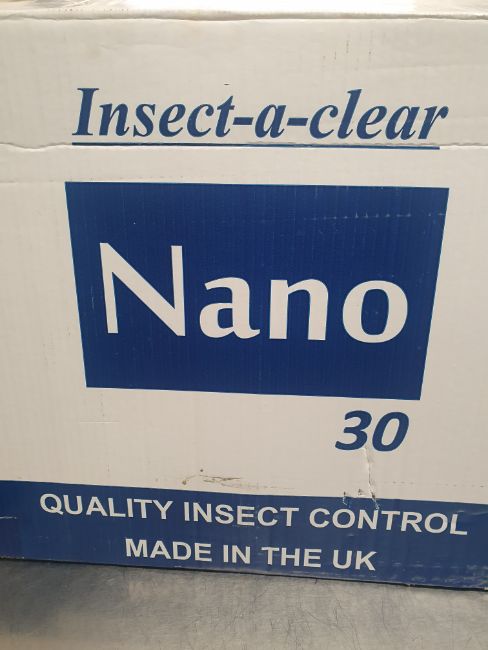 Insect-a-clear
Nano
30
QUALITY INSECT CONTROL
MADE IN THE UK